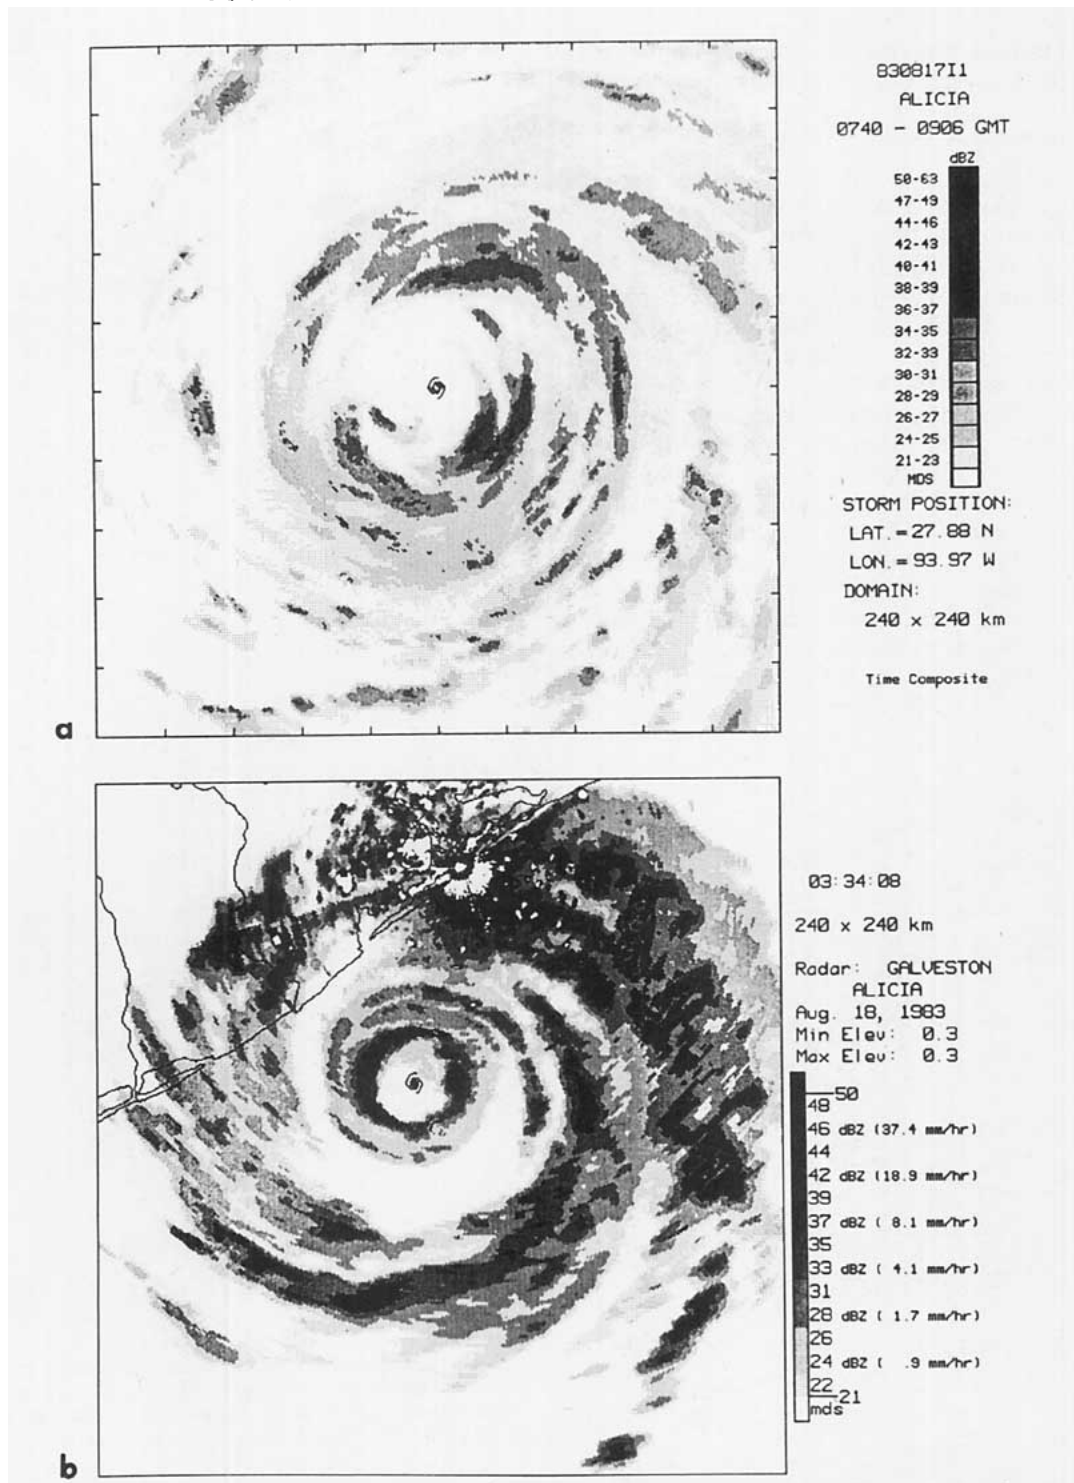 830817I1
ALICIA
0740 - 0906 GMT
dBZ
50-63
47-49
44-46
42-43
40-41
38-39
36-37
34-35
32-33
30-31
28-29
26-27
24-25
21-23
MDS
STORM POSITION:
LAT.=27.88 N
LON.=93.97 W
DOMAIN:
240 x 240 km
Time Composite
a
03:34:08
240 x 240 km
Radar: GALVESTON
ALICIA
Aug. 18, 1983
Min Elev: 0.3
Max Elev: 0.3
50
48
46 dBZ (37.4 mm/hr)
44
42 dBZ (18.9 mm/hr)
39
37 dBZ ( 8.1 mm/hr)
35
33 dBZ ( 4.1 mm/hr)
31
28 dBZ ( 1.7 mm/hr)
26
24 dBZ ( .9 mm/hr)
22
21
mds
b